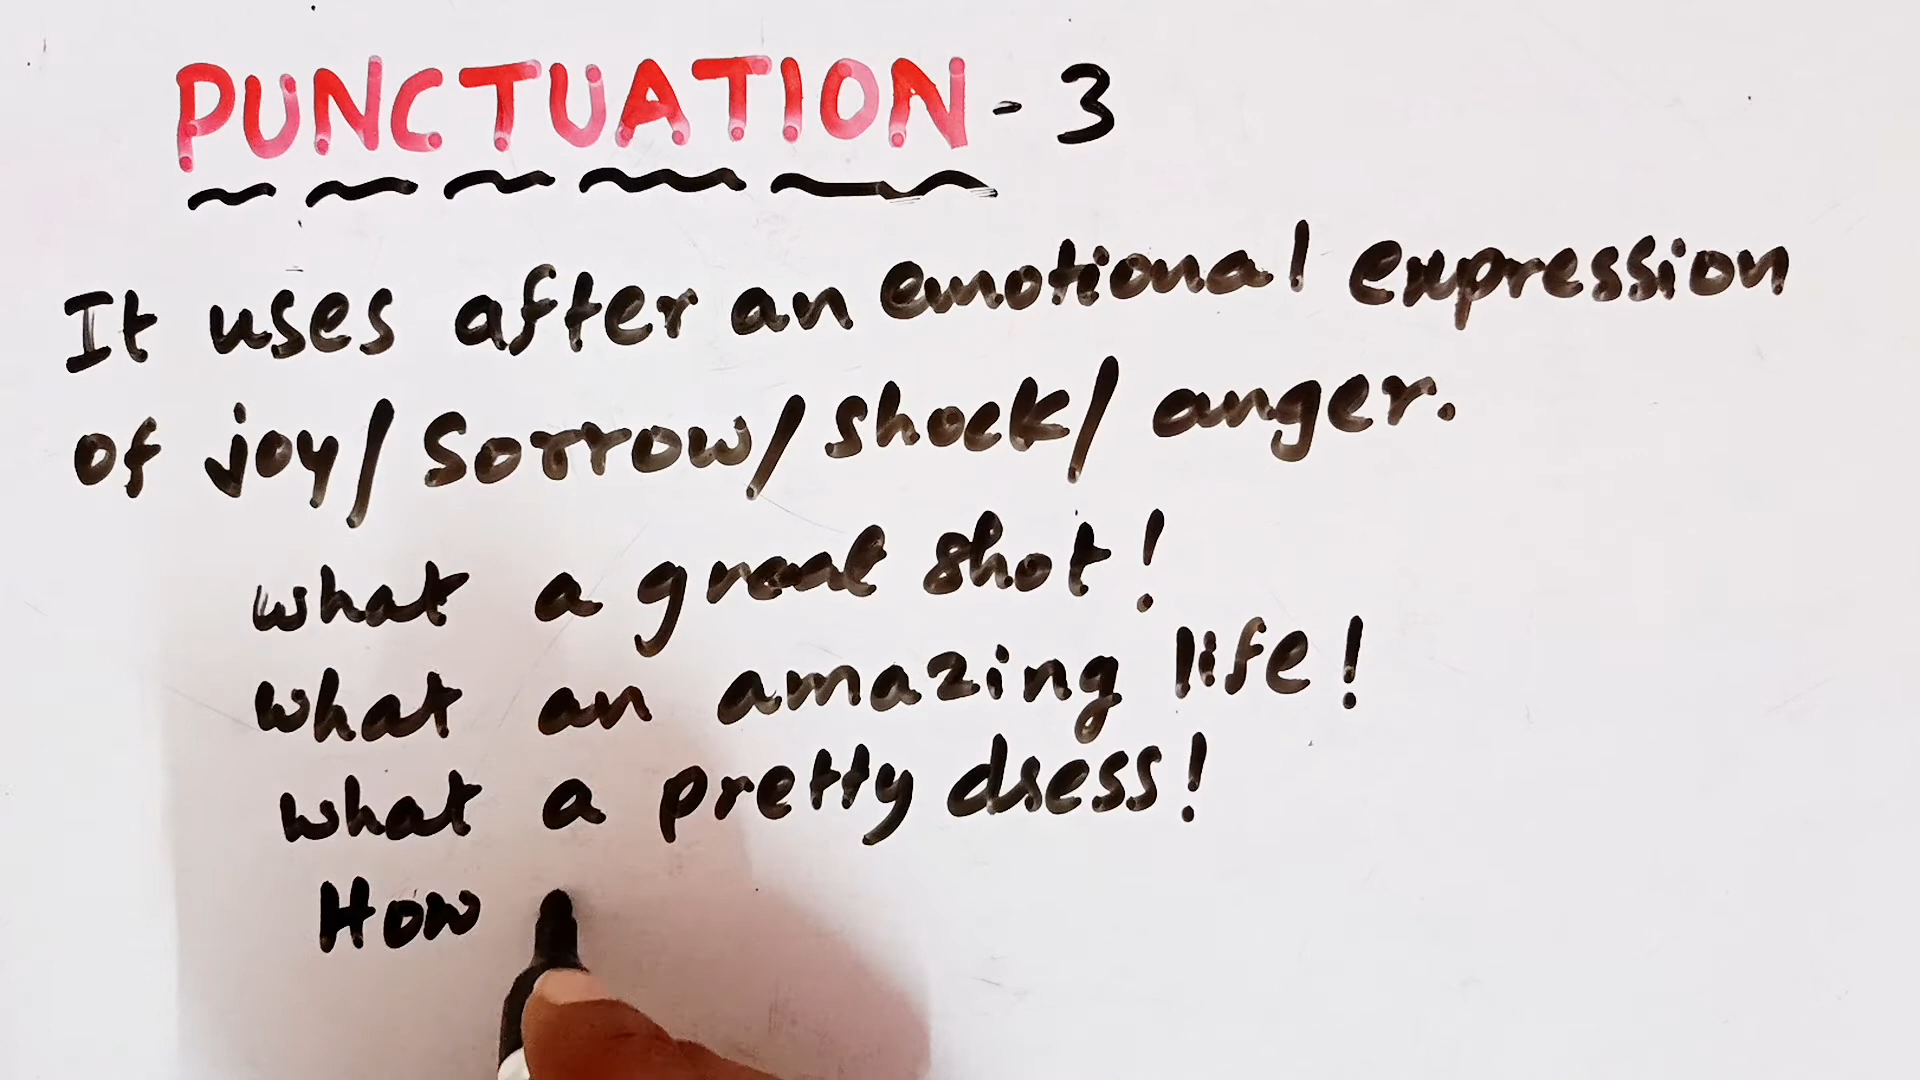 PUNCTUATION - 3
It uses after an emotional expression
of joy/ Sorrow/ shock/ anger.
what a great shot!
what an amazing life!
what a pretty dress!
How